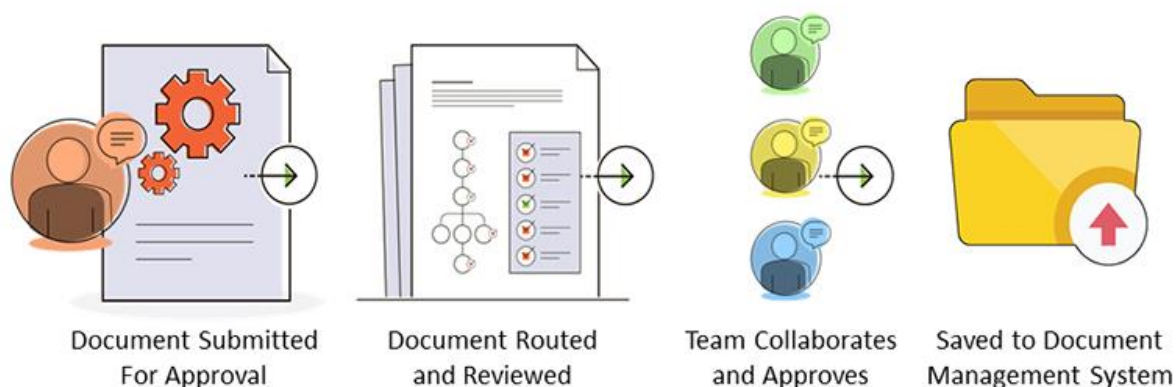 Document Submitted
For Approval
Document Routed
and Reviewed
Team Collaborates
and Approves
Saved to Document
Management System